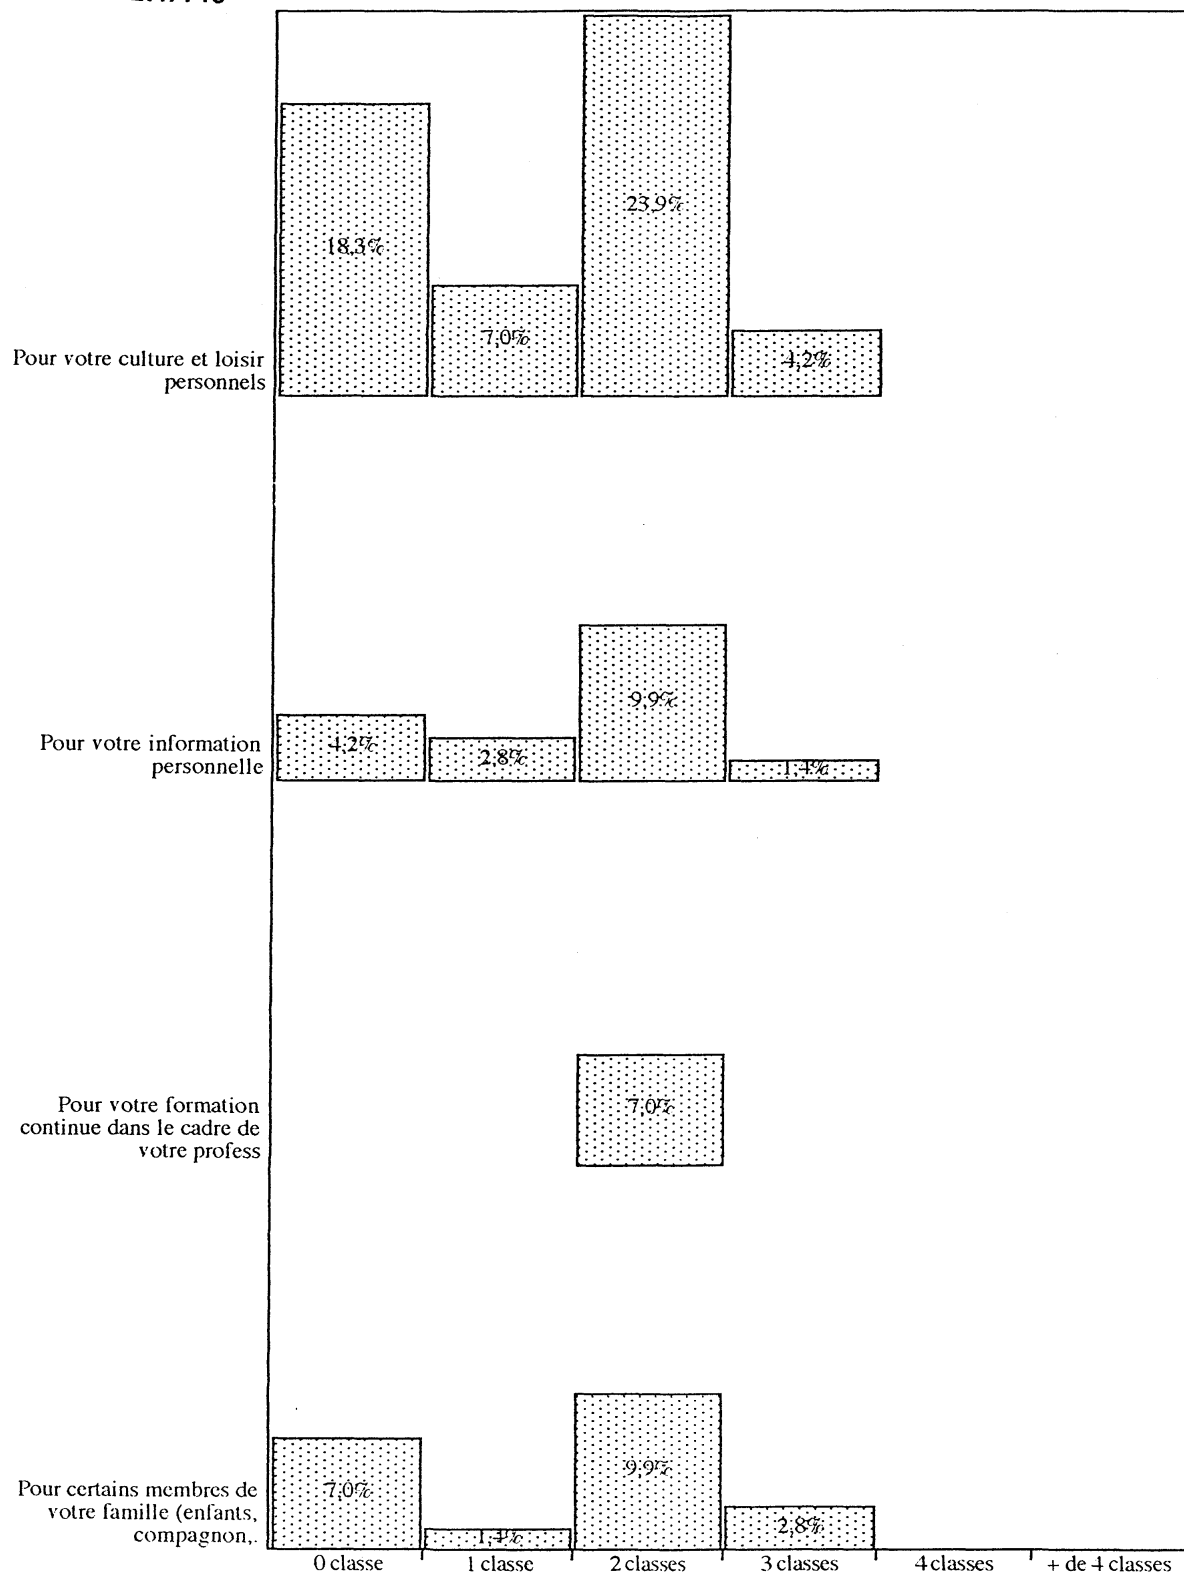 18,3%
7,0%
23,9%
4,2%
Pour votre culture et loisir
personnels
4,2%
2,8%
9,9%
1,4%
Pour votre information
personnelle
7,0%
Pour votre formation
continue dans le cadre de
votre profess
7,0%
1,4%
9,9%
2,8%
Pour certains membres de
votre famille (enfants,
compagnon,.
0 classe
1 classe
2 classes
3 classes
4 classes
+ de 4 classes